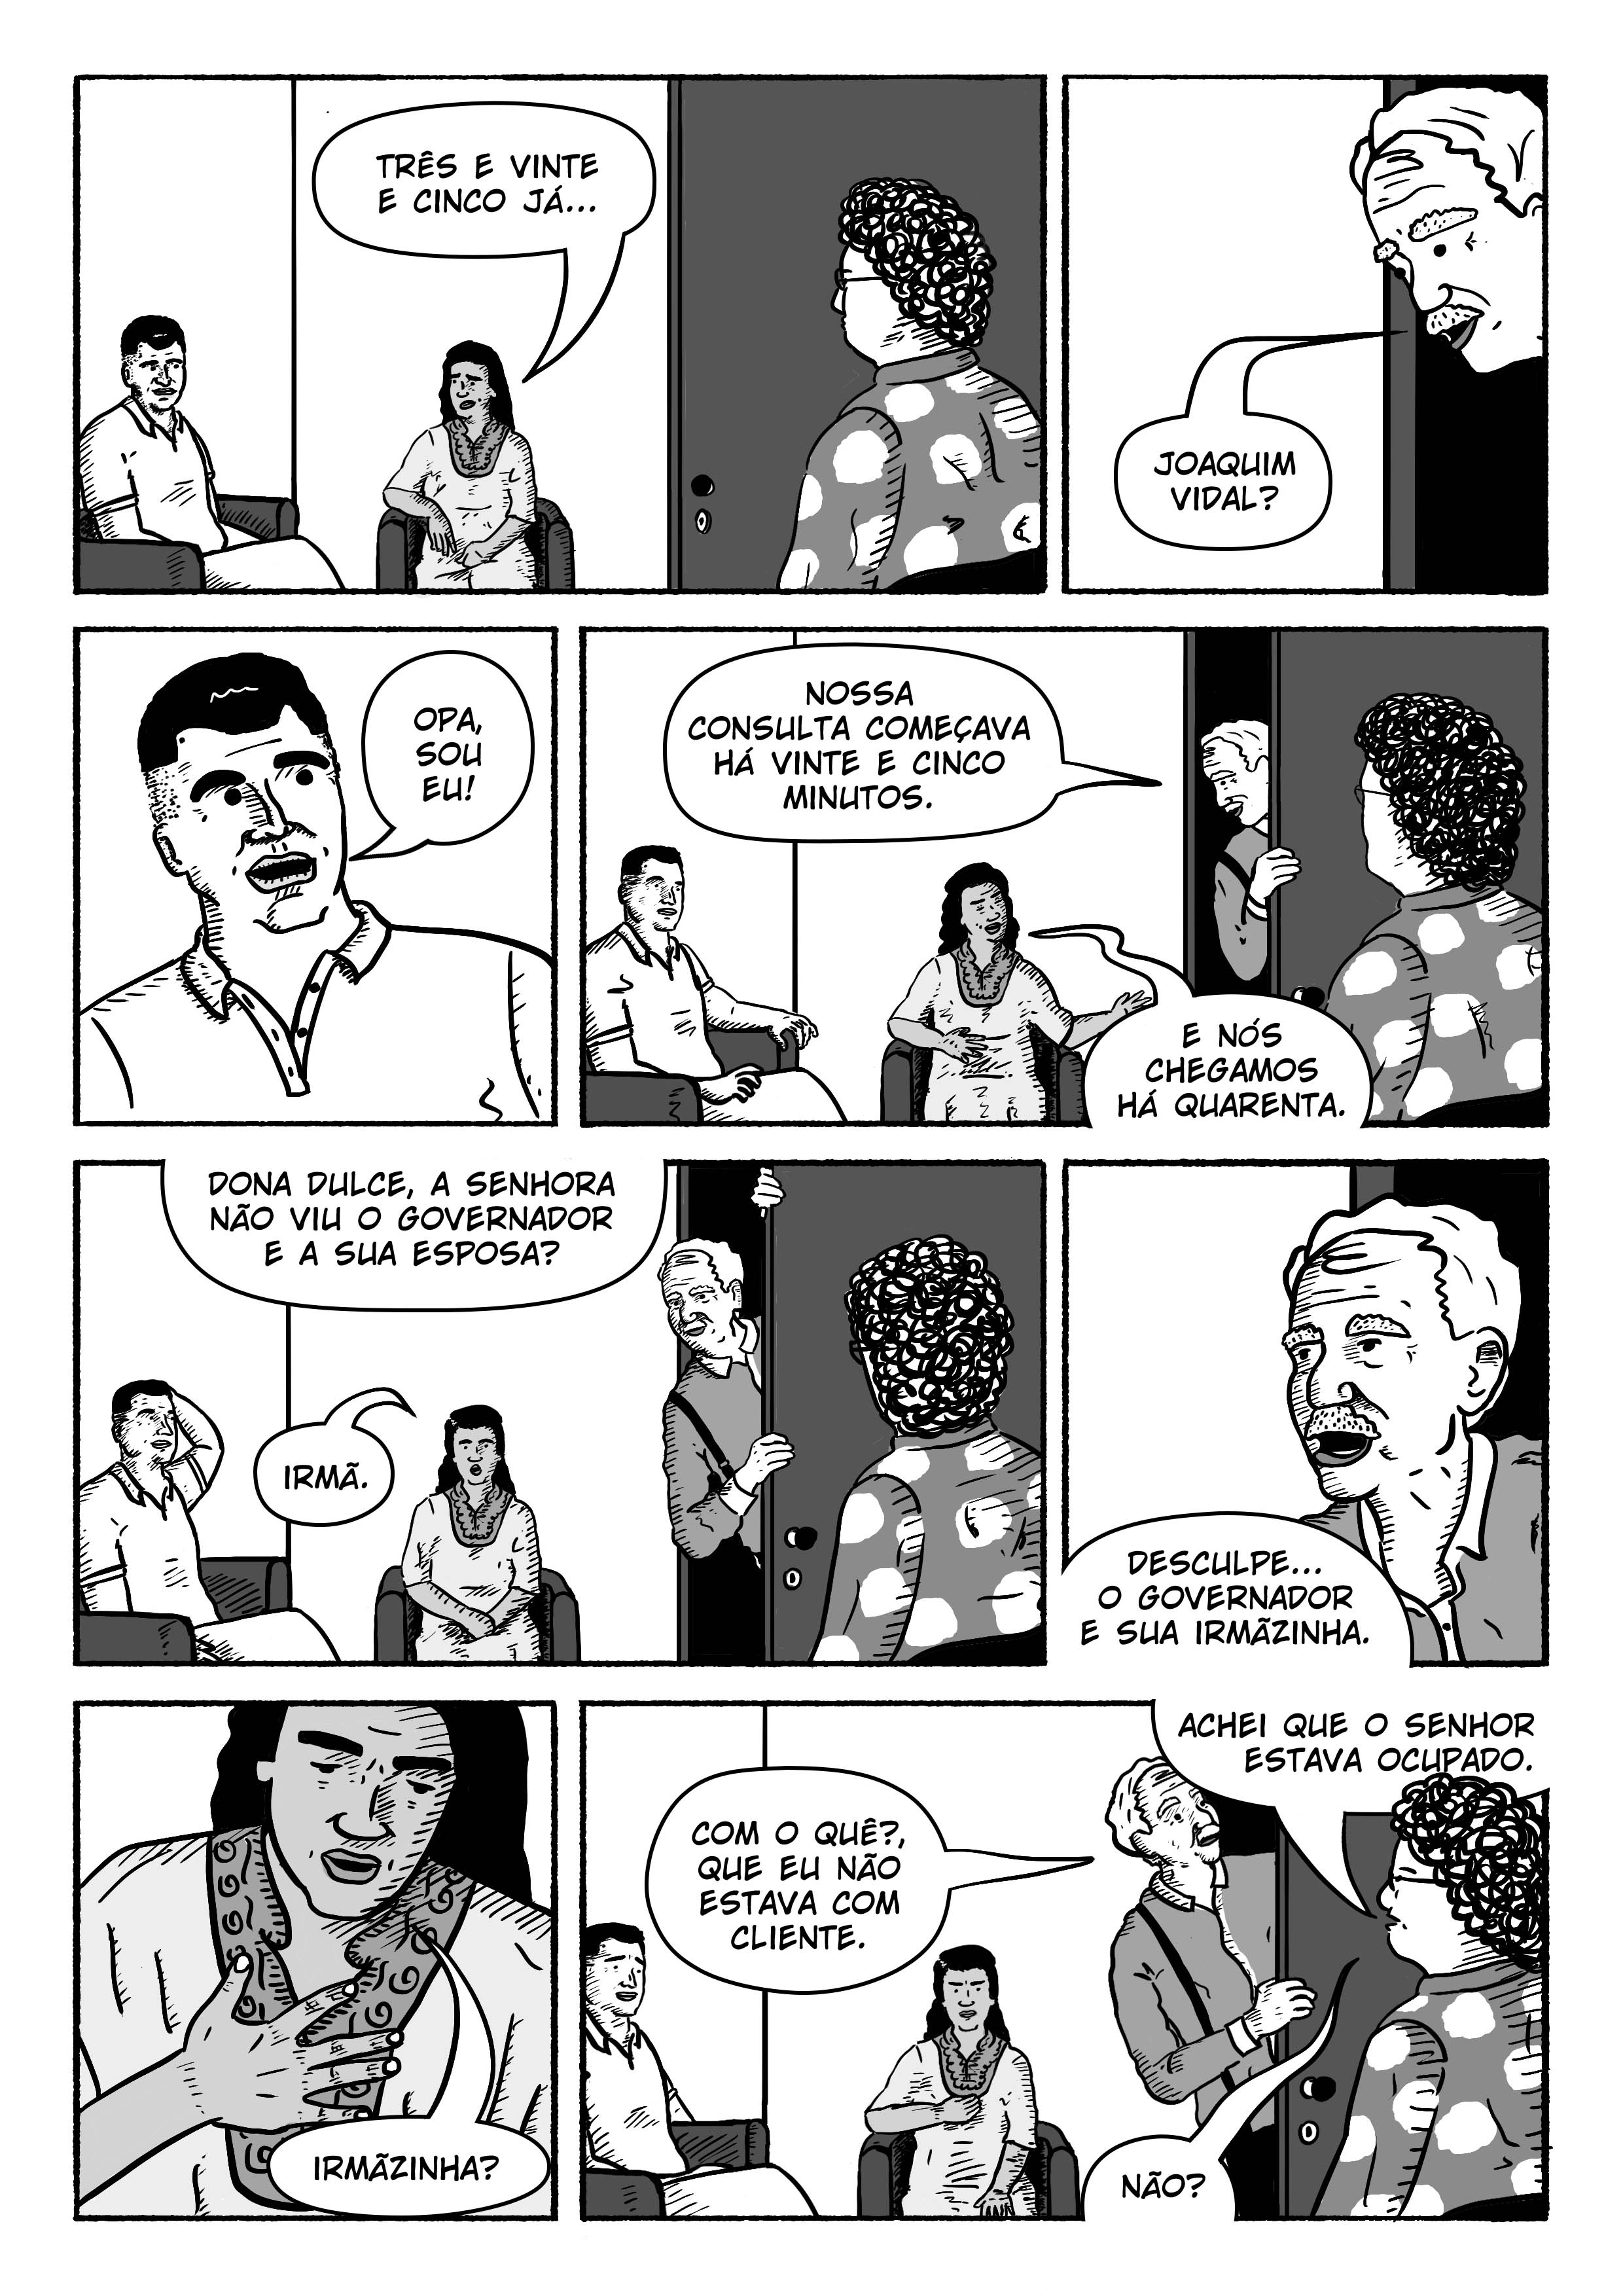 TRÊS E VINTE
E CINCO JÁ...
JOAQUIM
VIDAL?
OPA,
SOU
EU!
NOSSA
CONSULTA COMEÇAVA
HÁ VINTE E CINCO
MINUTOS.
E NÓS
CHEGAMOS
HÁ QUARENTA.
DONA DULCE, A SENHORA
NÃO VIU O GOVERNADOR
E A SUA ESPOSA?
IRMÃ.
DESCULPE...
O GOVERNADOR
E SUA IRMÃZINHA.
IRMÃZINHA?
ACHEI QUE O SENHOR
ESTAVA OCUPADO.
COM O QUÊ?,
QUE EU NÃO
ESTAVA COM
CLIENTE.
NÃO?